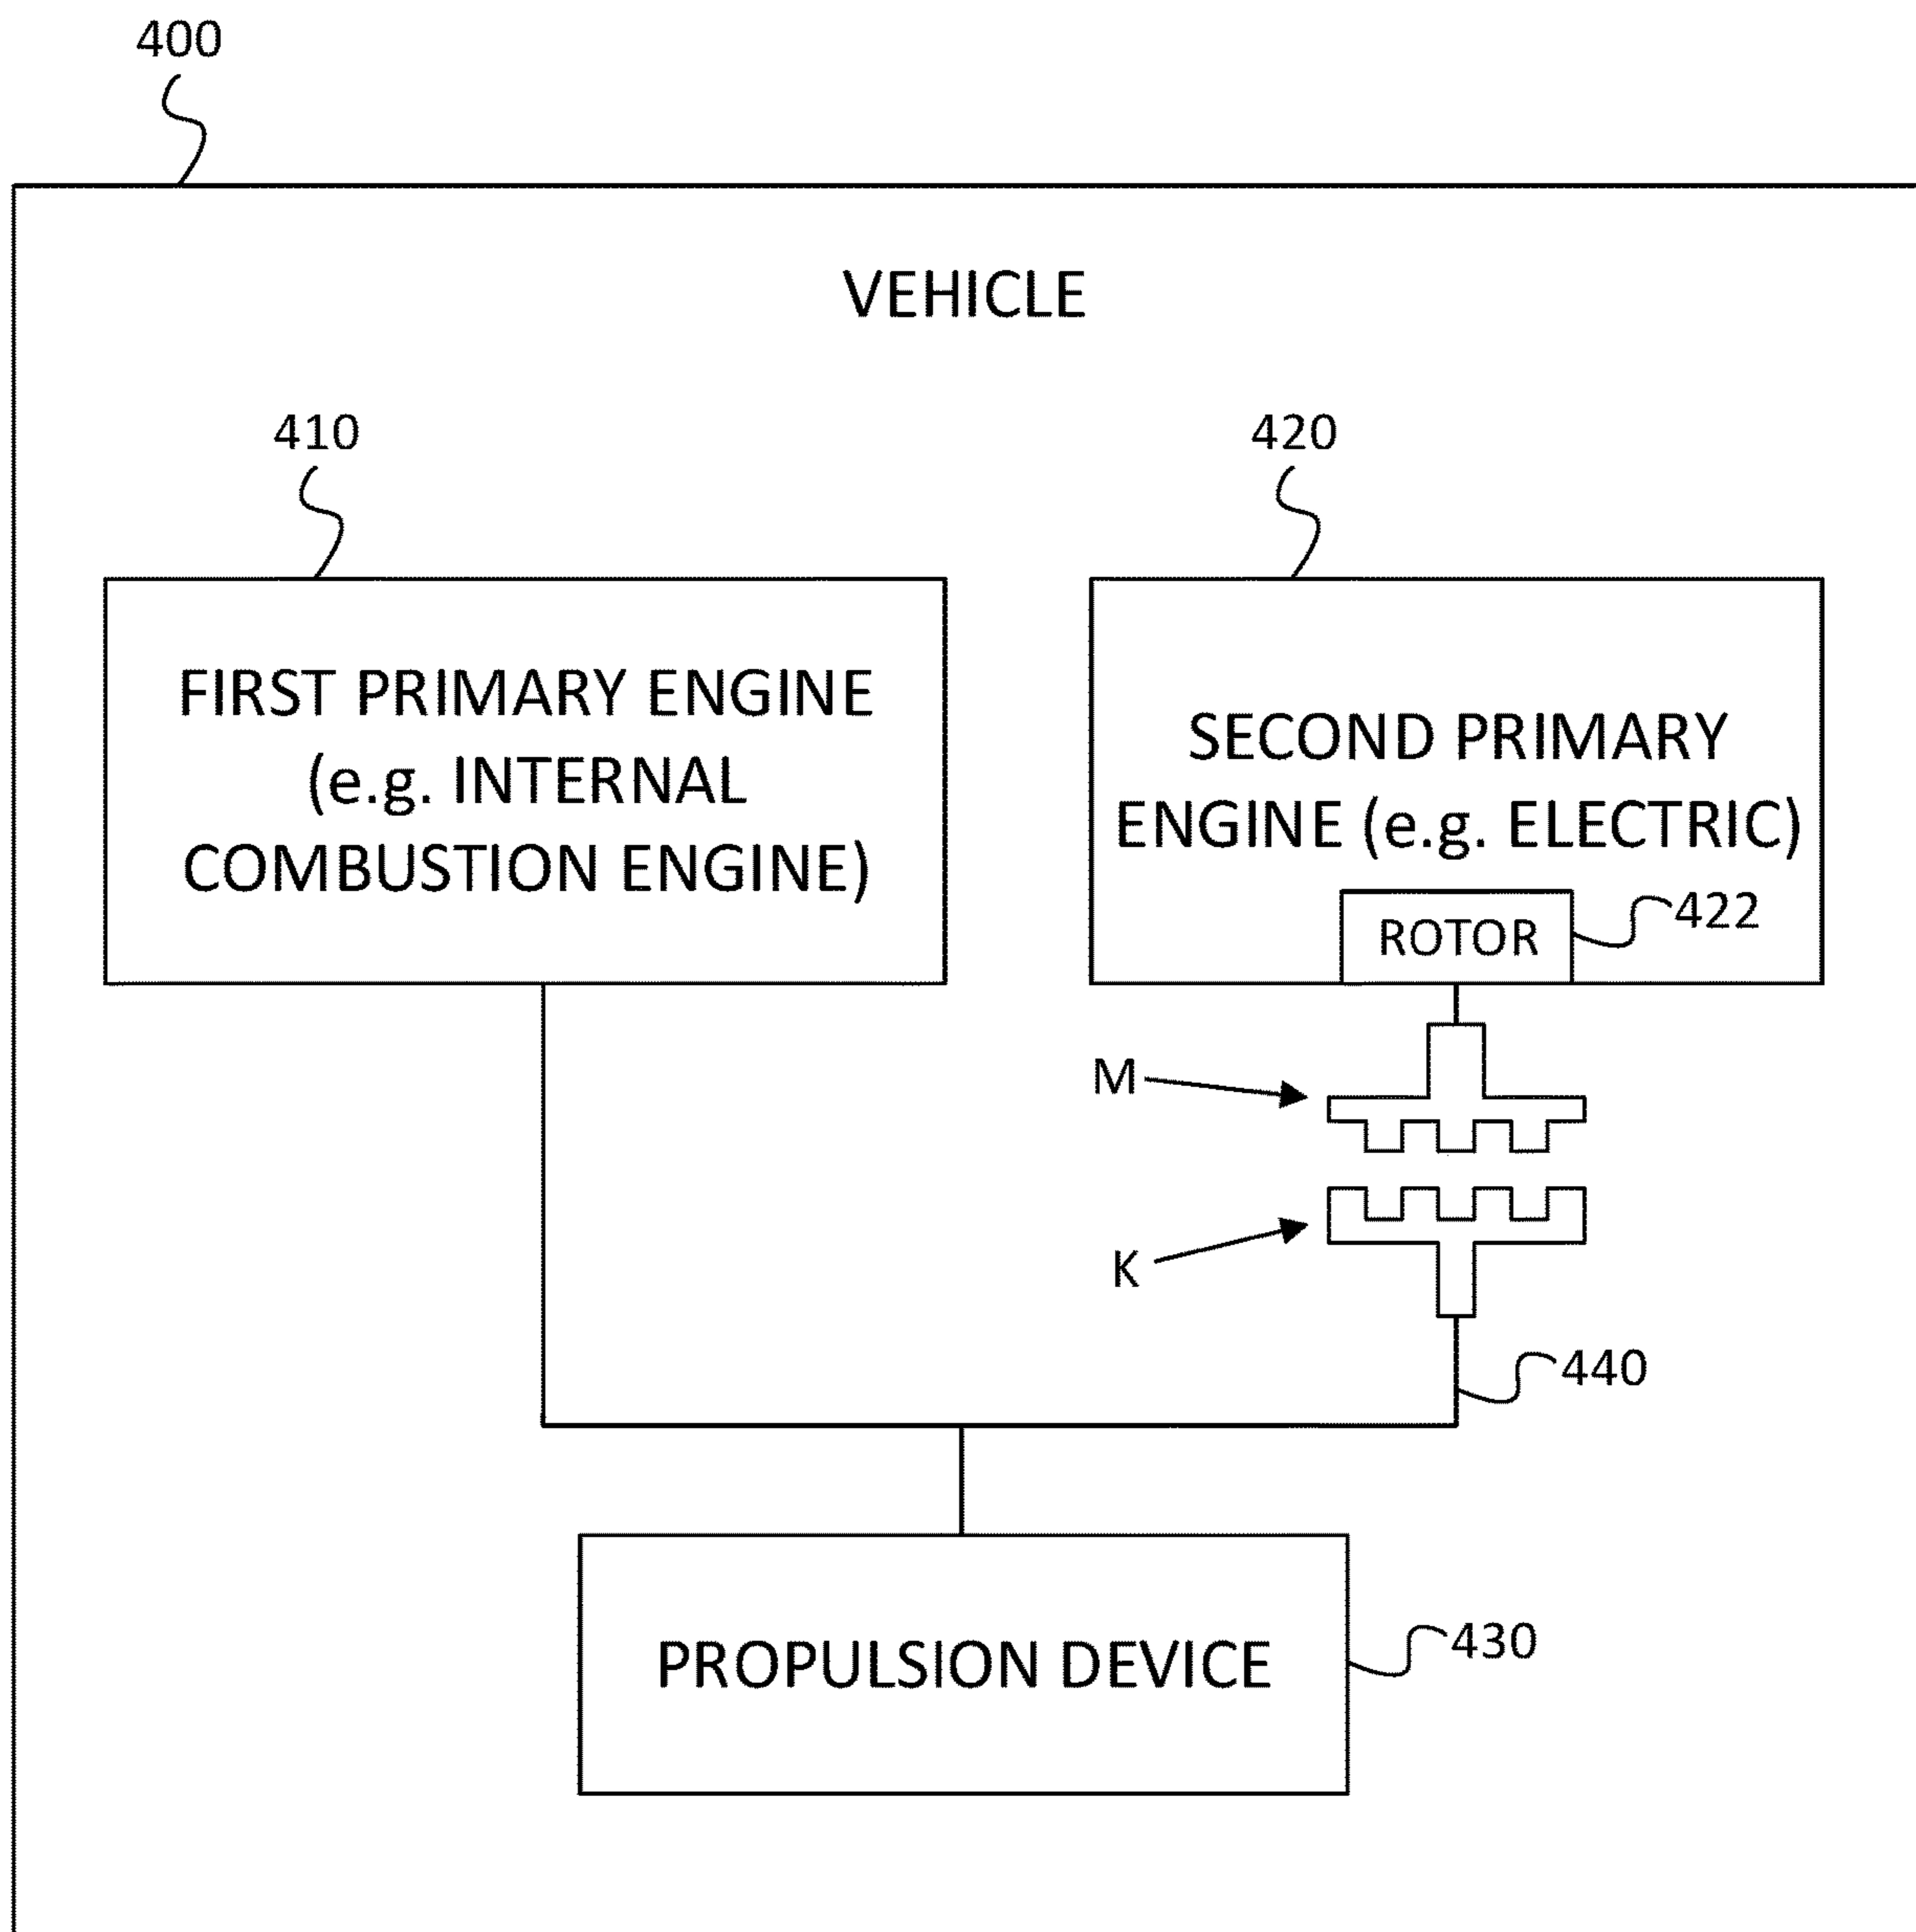 400
VEHICLE
410
420
FIRST PRIMARY ENGINE
(e.g. INTERNAL
COMBUSTION ENGINE)
SECOND PRIMARY
ENGINE (e.g. ELECTRIC)
ROTOR
422
M
K
440
PROPULSION DEVICE
430